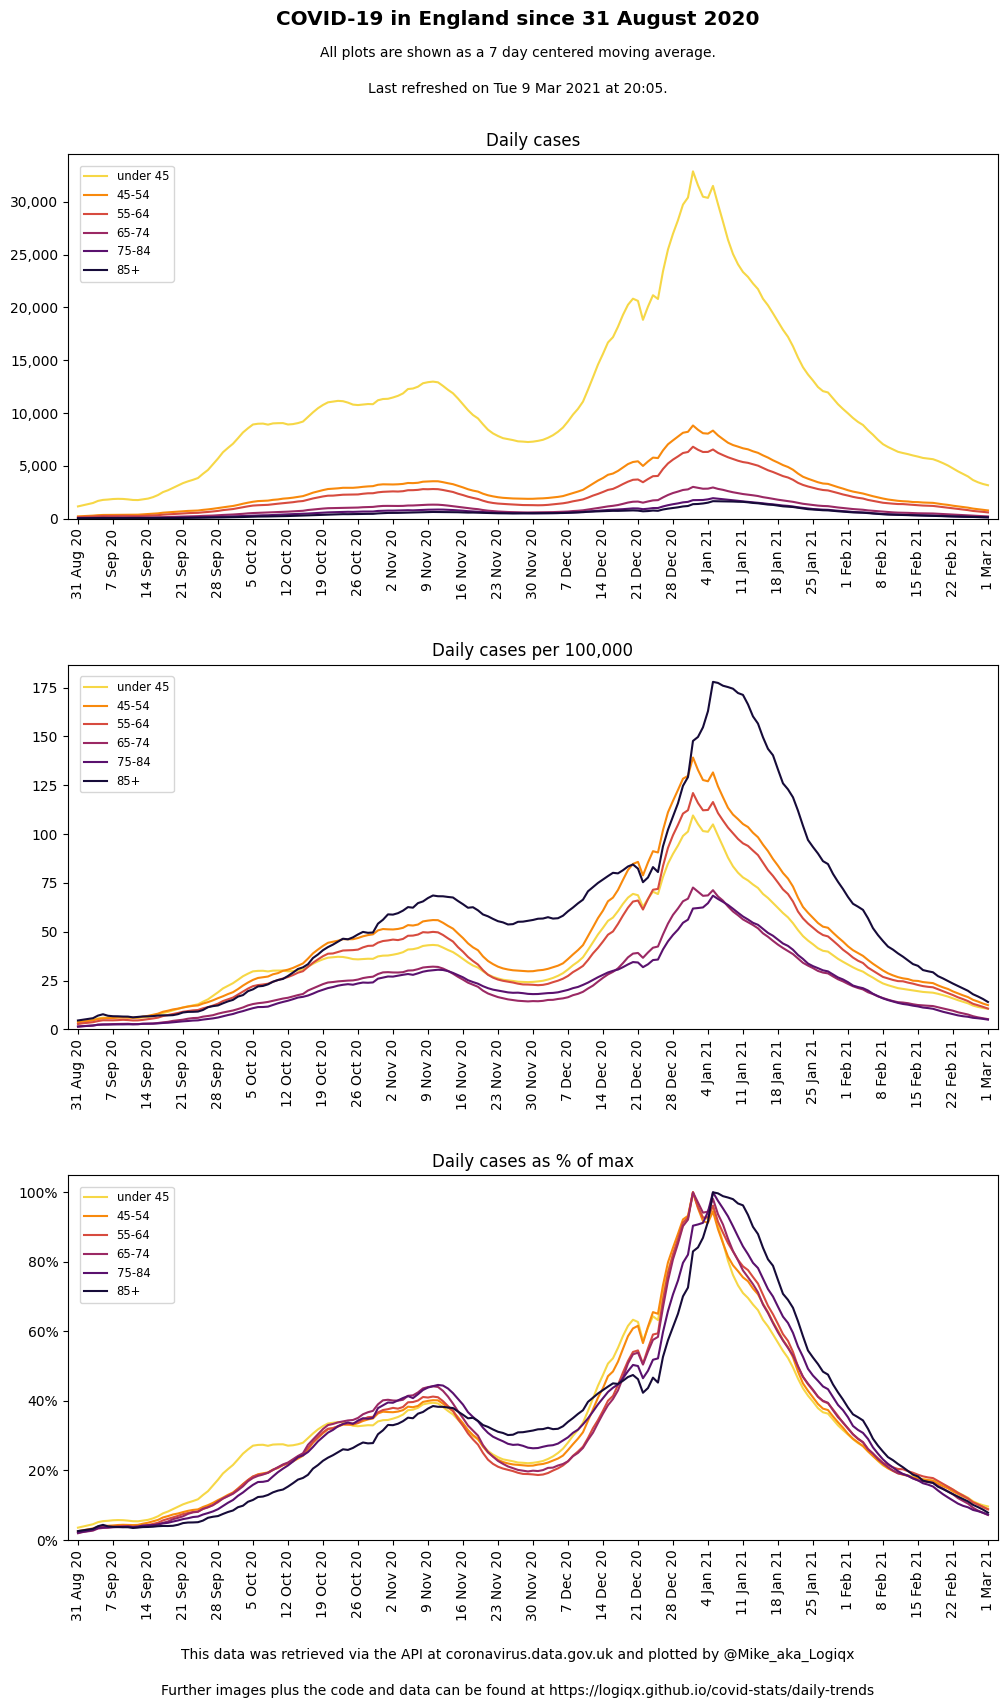 COVID-19 in England since 31 August 2020
All plots are shown as a 7 day centered moving average.
Last refreshed on Tue 9 Mar 2021 at 20:05.
Daily cases
under 45
45-54
55-64
65-74
75-84
85+
30,000
25,000
20,000
15,000
10,000
5,000
0
31 Aug 20
7 Sep 20
14 Sep 20
21 Sep 20
28 Sep 20
5 Oct 20
12 Oct 20
19 Oct 20
26 Oct 20
2 Nov 20
9 Nov 20
16 Nov 20
23 Nov 20
30 Nov 20
7 Dec 20
14 Dec 20
21 Dec 20
28 Dec 20
4 Jan 21
11 Jan 21
18 Jan 21
25 Jan 21
1 Feb 21
8 Feb 21
15 Feb 21
22 Feb 21
1 Mar 21
Daily cases per 100,000
under 45
45-54
55-64
65-74
75-84
85+
175
150
125
100
75
50
25
0
31 Aug 20
7 Sep 20
14 Sep 20
21 Sep 20
28 Sep 20
5 Oct 20
12 Oct 20
19 Oct 20
26 Oct 20
2 Nov 20
9 Nov 20
16 Nov 20
23 Nov 20
30 Nov 20
7 Dec 20
14 Dec 20
21 Dec 20
28 Dec 20
4 Jan 21
11 Jan 21
18 Jan 21
25 Jan 21
1 Feb 21
8 Feb 21
15 Feb 21
22 Feb 21
1 Mar 21
Daily cases as % of max
under 45
45-54
55-64
65-74
75-84
85+
100%
80%
60%
40%
20%
0%
31 Aug 20
7 Sep 20
14 Sep 20
21 Sep 20
28 Sep 20
5 Oct 20
12 Oct 20
19 Oct 20
26 Oct 20
2 Nov 20
9 Nov 20
16 Nov 20
23 Nov 20
30 Nov 20
7 Dec 20
14 Dec 20
21 Dec 20
28 Dec 20
4 Jan 21
11 Jan 21
18 Jan 21
25 Jan 21
1 Feb 21
8 Feb 21
15 Feb 21
22 Feb 21
1 Mar 21
This data was retrieved via the API at coronavirus.data.gov.uk and plotted by @Mike_aka_Logiqx
Further images plus the code and data can be found at https://logiqx.github.io/covid-stats/daily-trends